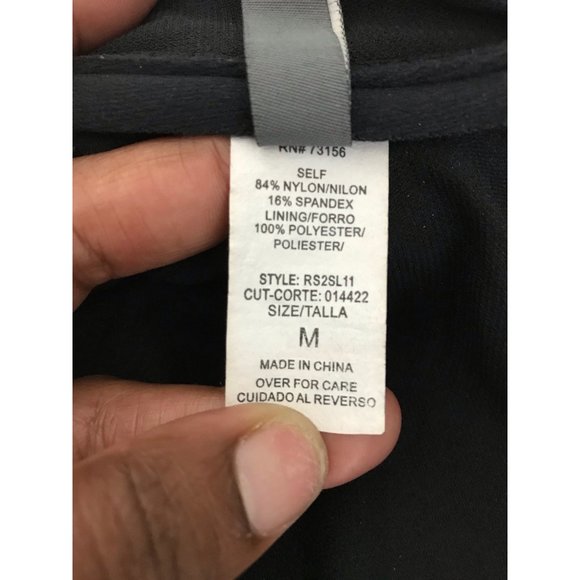 RN# 73156
SELF
84% NYLON/NILON
16% SPANDEX
LINING/FORRO
100% POLYESTER/
POLIESTER/
STYLE: RS2SL11
CUT-CORTE: 014422
SIZE/TALLA
M
MADE IN CHINA
OVER FOR CARE
CUIDADO AL REVERSO